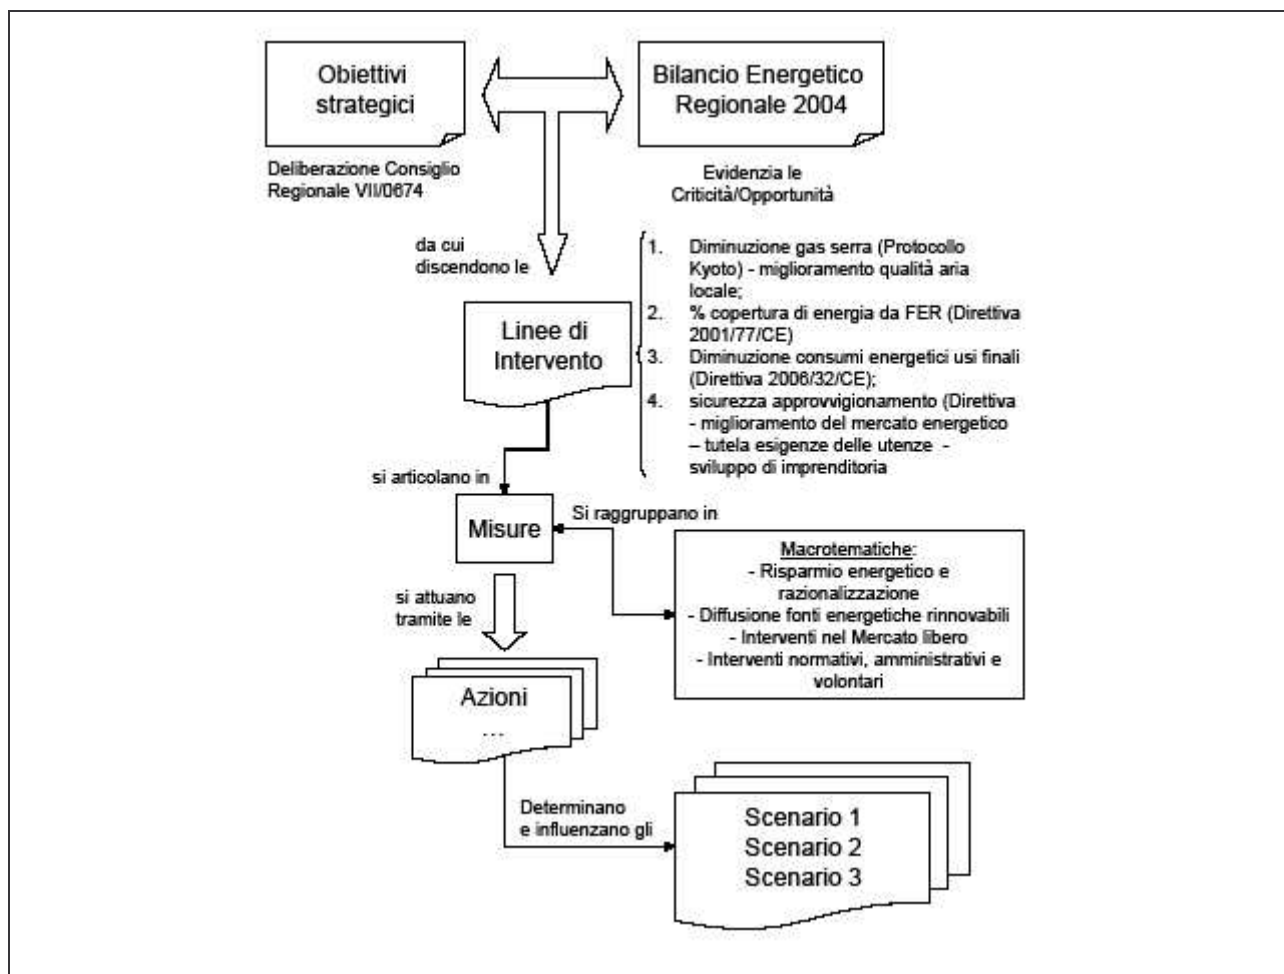 Obiettivi
strategici
Bilancio Energetico
Regionale 2004
Deliberazione Consiglio
Regionale VII/0674
Evidenzia le
Criticità/Opportunità
da cui
discendono le
1. Diminuzione gas serra (Protocollo
Kyoto) - miglioramento qualità aria
locale;
2. % copertura di energia da FER (Direttiva
2001/77/CE)
3. Diminuzione consumi energetici usi finali
(Direttiva 2006/32/CE);
4. sicurezza approvvigionamento (Direttiva
- miglioramento del mercato energetico
– tutela esigenze delle utenze -
sviluppo di imprenditoria
Linee di
Intervento
si articolano in
Misure
Si raggruppano in
Macrotematiche:
- Risparmio energetico e
razionalizzazione
- Diffusione fonti energetiche rinnovabili
- Interventi nel Mercato libero
- Interventi normativi, amministrativi e
volontari
si attuano
tramite le
Azioni
...
Determinano
e influenzano gli
Scenario 1
Scenario 2
Scenario 3